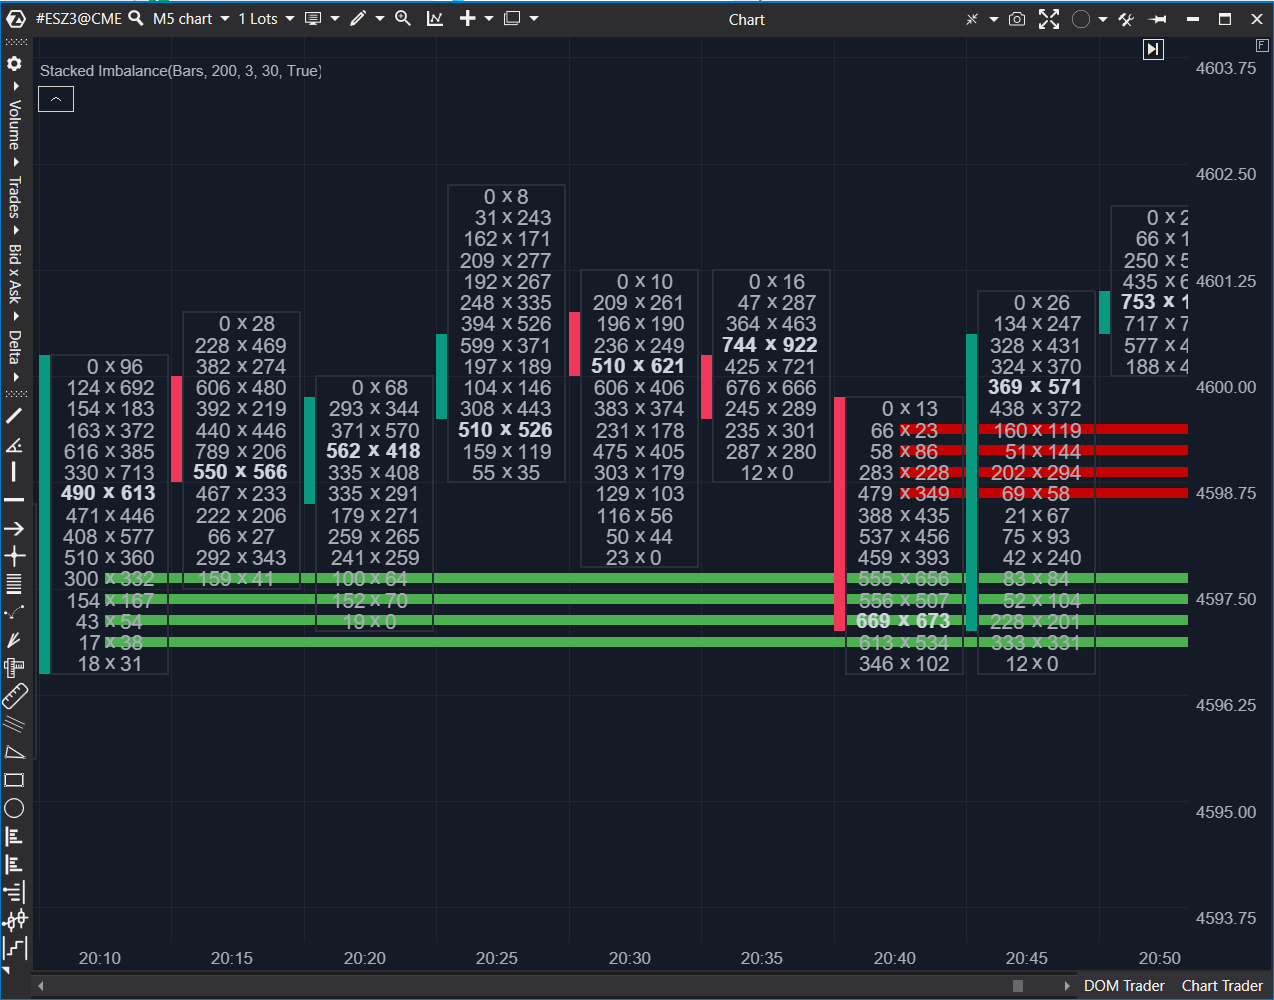 #ESZ3@CME M5 chart 1 Lots Chart
Stacked Imbalance(Bars, 200, 3, 30, True)
F
Volume
Trades
Bid x Ask
Delta
0 x 96
124 x 692
154 x 183
163 x 372
616 x 385
330 x 713
490 x 613
471 x 446
408 x 577
510 x 360
300 x 332
154 x 167
43 x 54
17 x 38
18 x 31
0 x 28
228 x 469
382 x 274
606 x 480
392 x 219
440 x 446
789 x 206
550 x 566
467 x 233
222 x 206
66 x 27
292 x 343
159 x 41
0 x 68
293 x 344
371 x 570
562 x 418
335 x 408
335 x 291
179 x 271
259 x 265
241 x 259
100 x 64
152 x 70
19 x 0
0 x 8
31 x 243
162 x 171
209 x 277
192 x 267
248 x 335
394 x 526
599 x 371
197 x 189
104 x 146
308 x 443
510 x 526
159 x 119
55 x 35
0 x 10
209 x 261
196 x 190
236 x 249
510 x 621
606 x 406
383 x 374
231 x 178
475 x 405
303 x 179
129 x 103
116 x 56
50 x 44
23 x 0
0 x 16
47 x 287
364 x 463
744 x 922
425 x 721
676 x 666
245 x 289
235 x 301
287 x 280
12 x 0
0 x 13
66 x 23
58 x 86
283 x 228
479 x 349
388 x 435
537 x 456
459 x 393
555 x 656
556 x 507
669 x 673
613 x 534
346 x 102
0 x 26
134 x 247
328 x 431
324 x 370
369 x 571
438 x 372
160 x 119
51 x 144
202 x 294
69 x 58
21 x 67
75 x 93
42 x 240
83 x 84
52 x 104
228 x 201
333 x 331
12 x 0
0 x 2
66 x 1
250 x 5
435 x 6
753 x 1
717 x 7
577 x 4
188 x 4
4603.75
4602.50
4601.25
4600.00
4598.75
4597.50
4596.25
4595.00
4593.75
20:10 20:15 20:20 20:25 20:30 20:35 20:40 20:45 20:50
DOM Trader Chart Trader